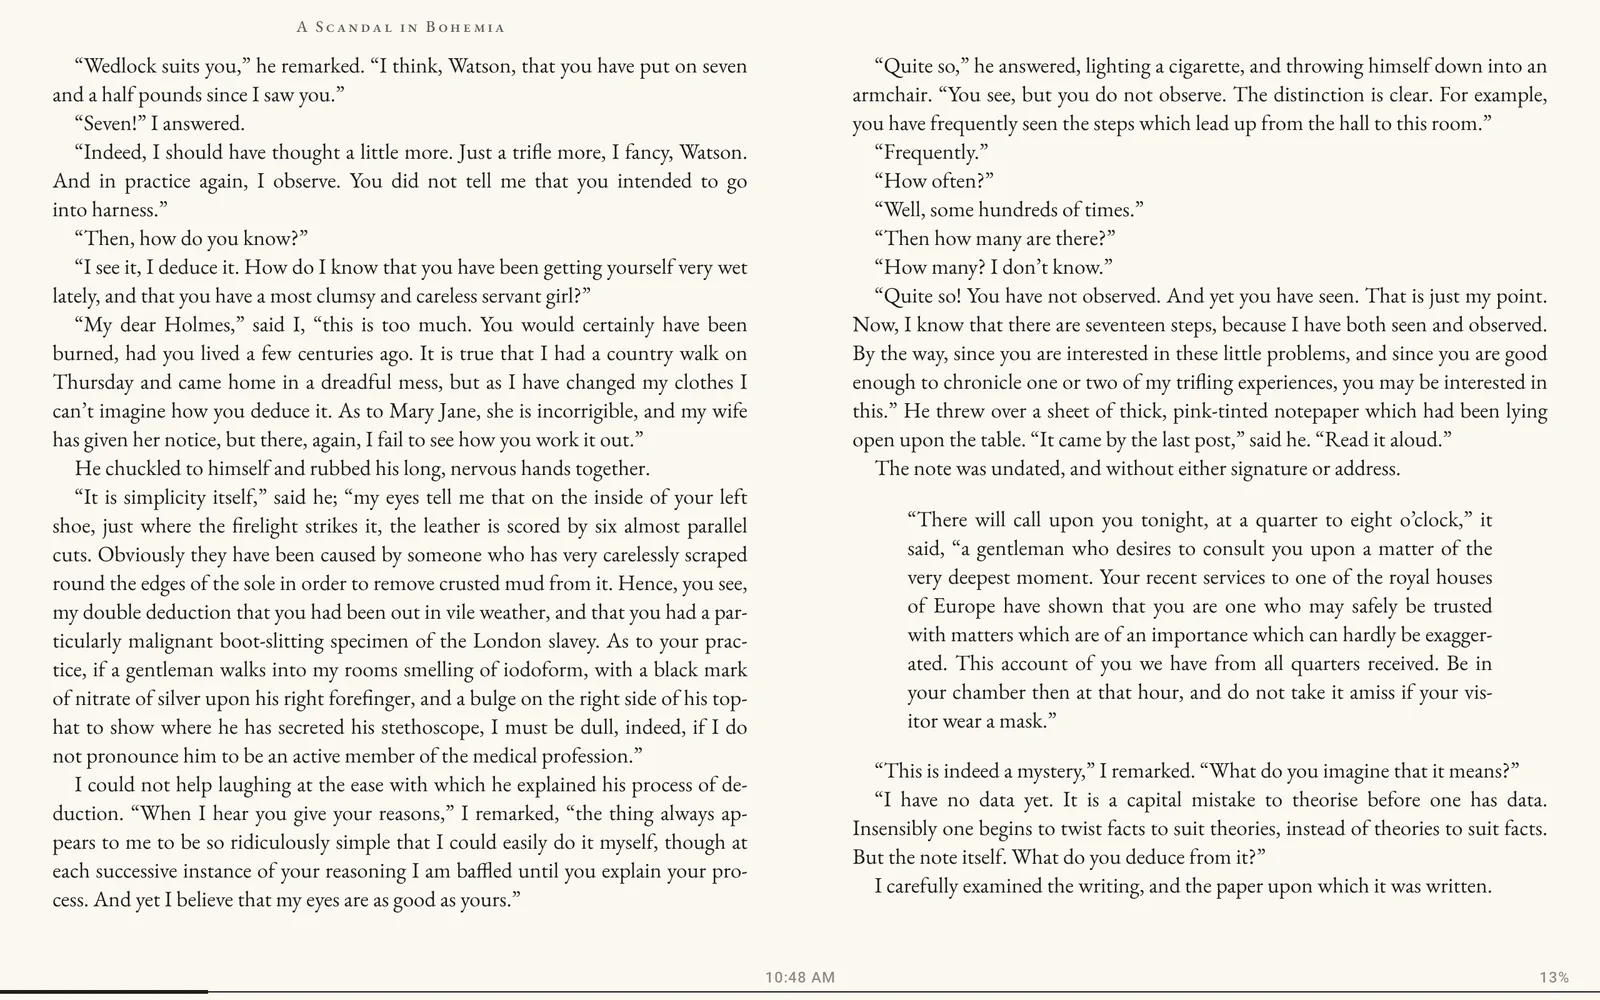 A Scandal in Bohemia
“Wedlock suits you,” he remarked. “I think, Watson, that you have put on seven
and a half pounds since I saw you.”
“Seven!” I answered.
“Indeed, I should have thought a little more. Just a trifle more, I fancy, Watson.
And in practice again, I observe. You did not tell me that you intended to go
into harness.”
“Then, how do you know?”
“I see it, I deduce it. How do I know that you have been getting yourself very wet
lately, and that you have a most clumsy and careless servant girl?”
“My dear Holmes,” said I, “this is too much. You would certainly have been
burned, had you lived a few centuries ago. It is true that I had a country walk on
Thursday and came home in a dreadful mess, but as I have changed my clothes I
can’t imagine how you deduce it. As to Mary Jane, she is incorrigible, and my wife
has given her notice, but there, again, I fail to see how you work it out.”
He chuckled to himself and rubbed his long, nervous hands together.
“It is simplicity itself,” said he; “my eyes tell me that on the inside of your left
shoe, just where the firelight strikes it, the leather is scored by six almost parallel
cuts. Obviously they have been caused by someone who has very carelessly scraped
round the edges of the sole in order to remove crusted mud from it. Hence, you see,
my double deduction that you had been out in vile weather, and that you had a par-
ticularly malignant boot-slitting specimen of the London slavey. As to your prac-
tice, if a gentleman walks into my rooms smelling of iodoform, with a black mark
of nitrate of silver upon his right forefinger, and a bulge on the right side of his top-
hat to show where he has secreted his stethoscope, I must be dull, indeed, if I do
not pronounce him to be an active member of the medical profession.”
I could not help laughing at the ease with which he explained his process of de-
duction. “When I hear you give your reasons,” I remarked, “the thing always ap-
pears to me to be so ridiculously simple that I could easily do it myself, though at
each successive instance of your reasoning I am baffled until you explain your pro-
cess. And yet I believe that my eyes are as good as yours.”
“Quite so,” he answered, lighting a cigarette, and throwing himself down into an
armchair. “You see, but you do not observe. The distinction is clear. For example,
you have frequently seen the steps which lead up from the hall to this room.”
“Frequently.”
“How often?”
“Well, some hundreds of times.”
“Then how many are there?”
“How many? I don’t know.”
“Quite so! You have not observed. And yet you have seen. That is just my point.
Now, I know that there are seventeen steps, because I have both seen and observed.
By the way, since you are interested in these little problems, and since you are good
enough to chronicle one or two of my trifling experiences, you may be interested in
this.” He threw over a sheet of thick, pink-tinted notepaper which had been lying
open upon the table. “It came by the last post,” said he. “Read it aloud.”
The note was undated, and without either signature or address.
“There will call upon you tonight, at a quarter to eight o’clock,” it
said, “a gentleman who desires to consult you upon a matter of the
very deepest moment. Your recent services to one of the royal houses
of Europe have shown that you are one who may safely be trusted
with matters which are of an importance which can hardly be exagger-
ated. This account of you we have from all quarters received. Be in
your chamber then at that hour, and do not take it amiss if your vis-
itor wear a mask.”
“This is indeed a mystery,” I remarked. “What do you imagine that it means?”
“I have no data yet. It is a capital mistake to theorise before one has data.
Insensibly one begins to twist facts to suit theories, instead of theories to suit facts.
But the note itself. What do you deduce from it?”
I carefully examined the writing, and the paper upon which it was written.
10:48 AM
13%